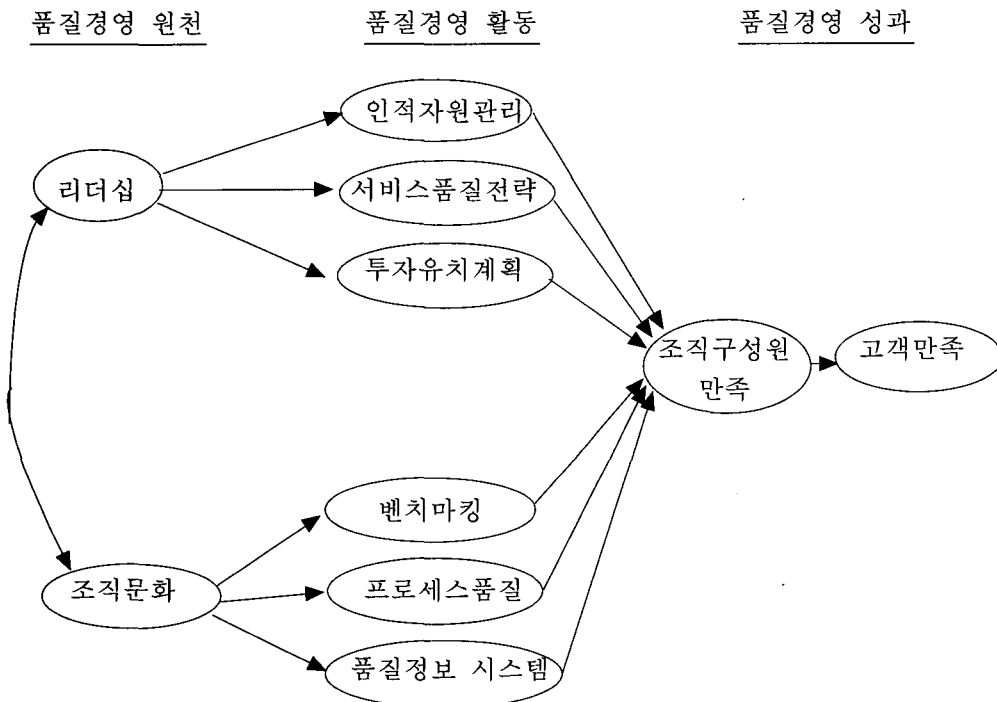 품질경영 원천
품질경영 활동
품질경영 성과
인적자원관리
리더십
서비스품질전략
투자유치계획
조직구성원
만족
고객만족
벤치마킹
조직문화
프로세스품질
품질정보 시스템